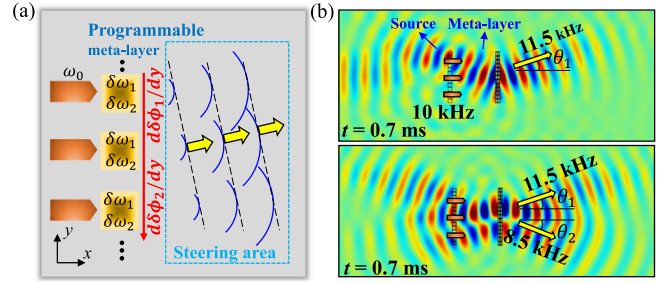 (a)
Programmable
meta-layer
ω₀
δω₁
δω₂
δω₁
δω₂
δω₁
δω₂
dδϕ₁/dy
dδϕ₂/dy
y
x
Steering area
(b)
Source
Meta-layer
11.5 kHz
θ₁
10 kHz
t = 0.7 ms
11.5 kHz
θ₁
θ₂
8.5 kHz
t = 0.7 ms